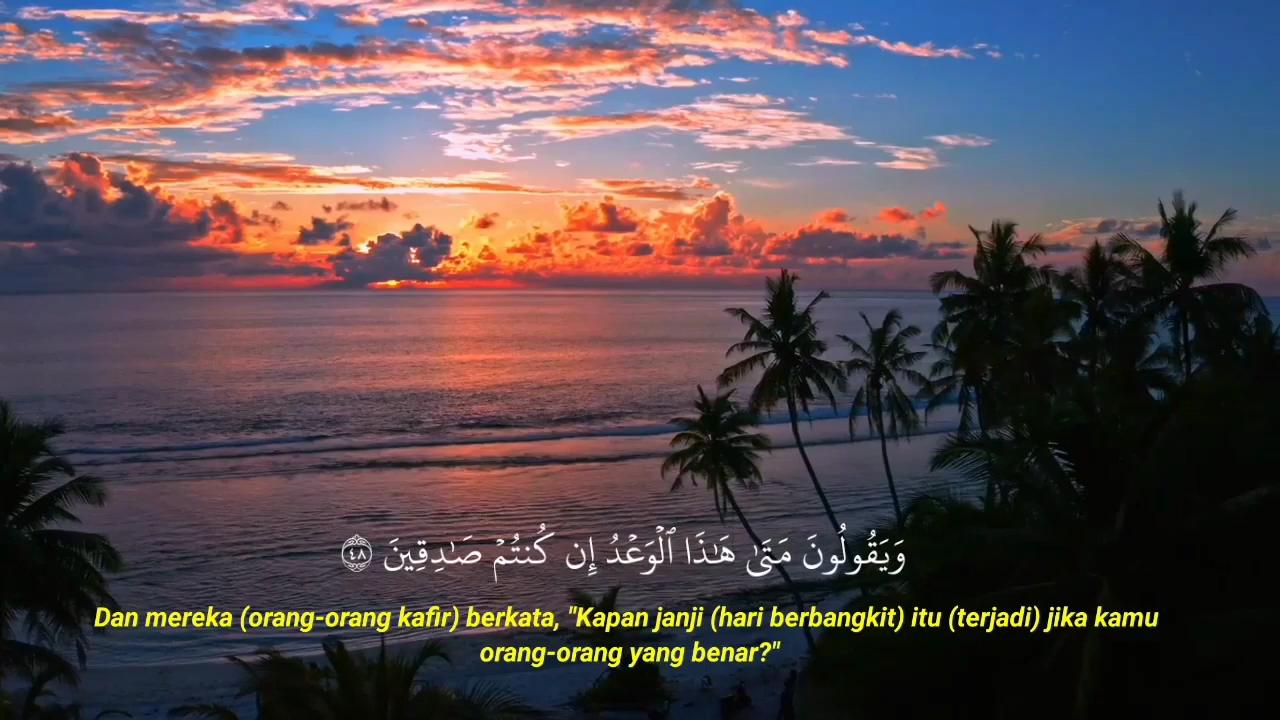 وَيَقُولُونَ مَتَىٰ هَـٰذَا ٱلۡوَعۡدُ إِن كُنتُمۡ صَـٰدِقِينَ ٤٨
Dan mereka (orang-orang kafir) berkata, "Kapan janji (hari berbangkit) itu (terjadi) jika kamu
orang-orang yang benar?"